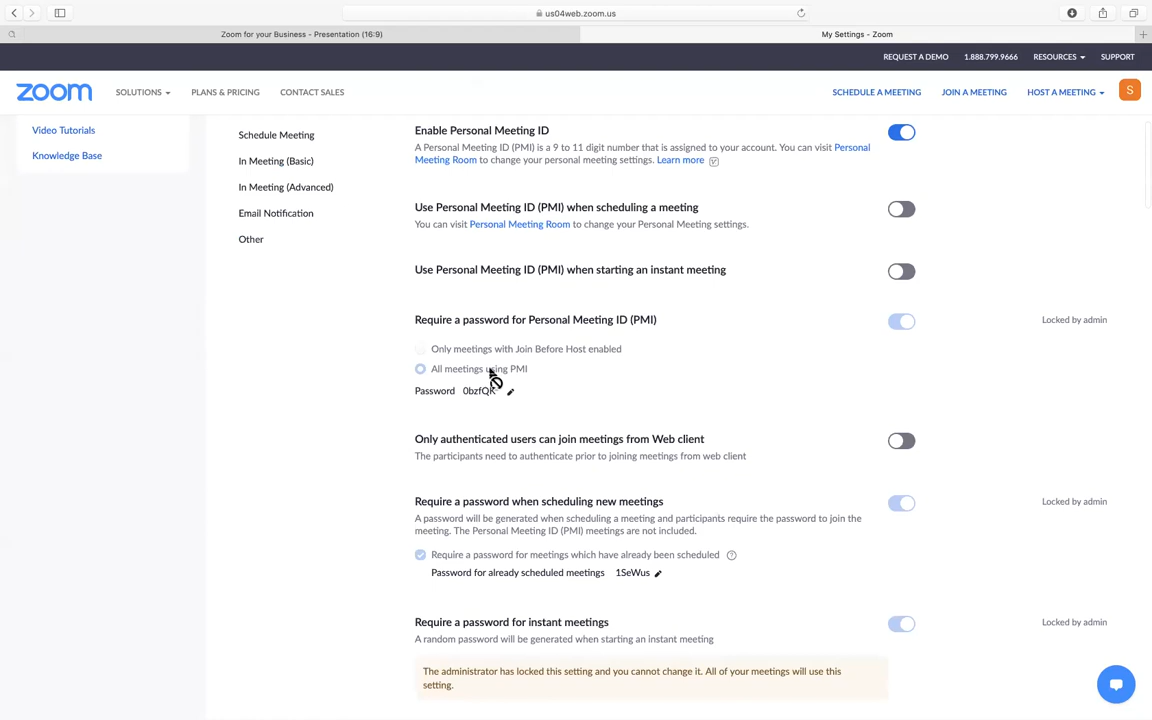 us04web.zoom.us
Zoom for your Business - Presentation (16:9)
My Settings - Zoom
REQUEST A DEMO 1.888.799.9666 RESOURCES SUPPORT
zoom SOLUTIONS PLANS & PRICING CONTACT SALES SCHEDULE A MEETING JOIN A MEETING HOST A MEETING S
Video Tutorials
Knowledge Base
Schedule Meeting
In Meeting (Basic)
In Meeting (Advanced)
Email Notification
Other
Enable Personal Meeting ID
A Personal Meeting ID (PMI) is a 9 to 11 digit number that is assigned to your account. You can visit Personal
Meeting Room to change your personal meeting settings. Learn more
Use Personal Meeting ID (PMI) when scheduling a meeting
You can visit Personal Meeting Room to change your Personal Meeting settings.
Use Personal Meeting ID (PMI) when starting an instant meeting
Require a password for Personal Meeting ID (PMI) Locked by admin
Only meetings with Join Before Host enabled
All meetings using PMI
Password 0bzfQK
Only authenticated users can join meetings from Web client
The participants need to authenticate prior to joining meetings from web client
Require a password when scheduling new meetings Locked by admin
A password will be generated when scheduling a meeting and participants require the password to join the
meeting. The Personal Meeting ID (PMI) meetings are not included.
Require a password for meetings which have already been scheduled
Password for already scheduled meetings 1SeWus
Require a password for instant meetings Locked by admin
A random password will be generated when starting an instant meeting
The administrator has locked this setting and you cannot change it. All of your meetings will use this
setting.